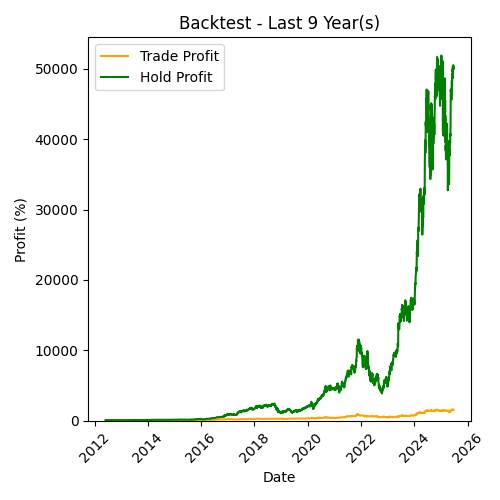 Backtest - Last 9 Year(s)
Trade Profit
Hold Profit
Profit (%)
50000
40000
30000
20000
10000
0
2012
2014
2016
2018
2020
2022
2024
2026
Date